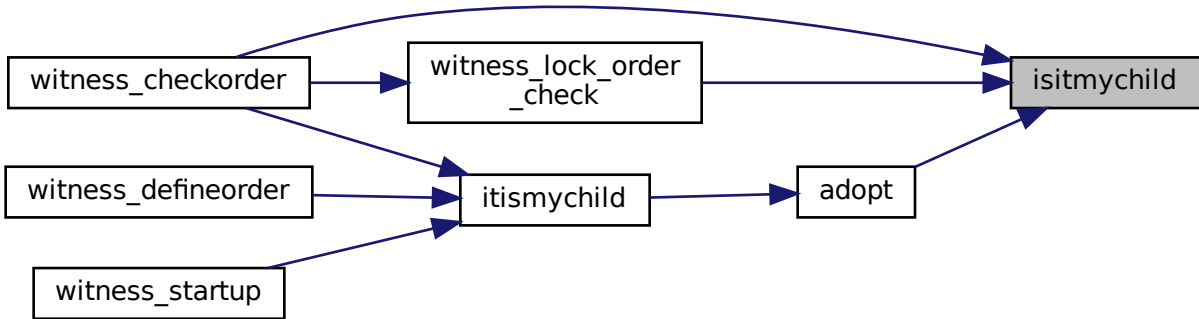 witness_checkorder
witness_lock_order
_check
isitmychild
witness_defineorder
itismychild
adopt
witness_startup